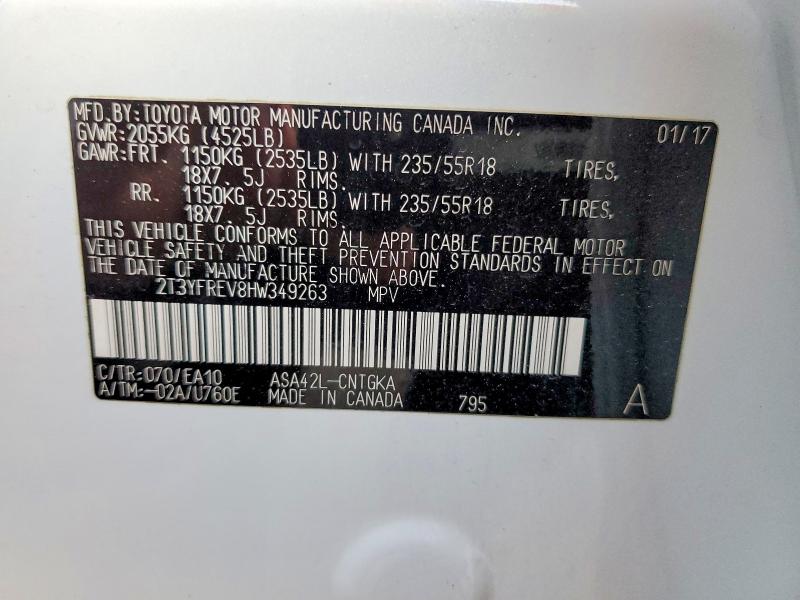 MFD.BY:TOYOTA MOTOR MANUFACTURING CANADA INC. 01/17
GVWR:2055KG (4525LB)
GAWR:FRT. 1150KG (2535LB) WITH 235/55R18 TIRES,
18X7. 5J RIMS.
RR. 1150KG (2535LB) WITH 235/55R18 TIRES,
18X7. 5J RIMS.
THIS VEHICLE CONFORMS TO ALL APPLICABLE FEDERAL MOTOR
VEHICLE SAFETY AND THEFT PREVENTION STANDARDS IN EFFECT ON
THE DATE OF MANUFACTURE SHOWN ABOVE.
2T3YFREV8HW349263 MPV
C/TR:070/EA10 ASA42L-CNTGKA
A/TM:-02A/U760E MADE IN CANADA 795 A